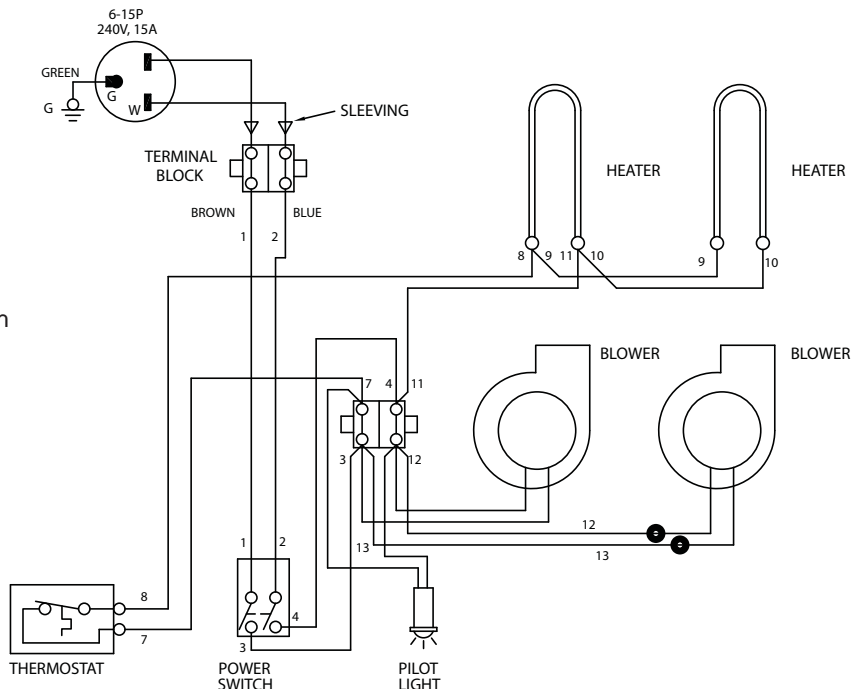 6-15P
240V, 15A
GREEN
G
G
W
SLEEVING
TERMINAL
BLOCK
BROWN
BLUE
1
2
HEATER
HEATER
8
9
11
10
9
10
n
BLOWER
BLOWER
7
4
11
3
12
12
13
13
1
2
4
3
8
7
THERMOSTAT
POWER
SWITCH
PILOT
LIGHT